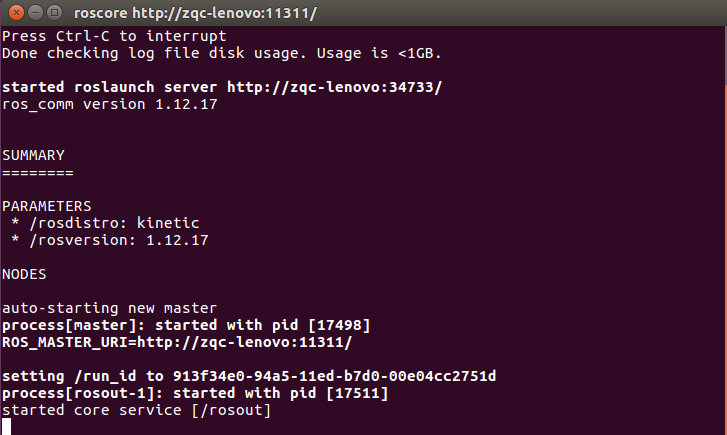 roscore http://zqc-lenovo:11311/
Press Ctrl-C to interrupt
Done checking log file disk usage. Usage is <1GB.
started roslaunch server http://zqc-lenovo:34733/
ros_comm version 1.12.17
SUMMARY
========
PARAMETERS
* /rosdistro: kinetic
* /rosversion: 1.12.17
NODES
auto-starting new master
process[master]: started with pid [17498]
ROS_MASTER_URI=http://zqc-lenovo:11311/
setting /run_id to 913f34e0-94a5-11ed-b7d0-00e04cc2751d
process[rosout-1]: started with pid [17511]
started core service [/rosout]